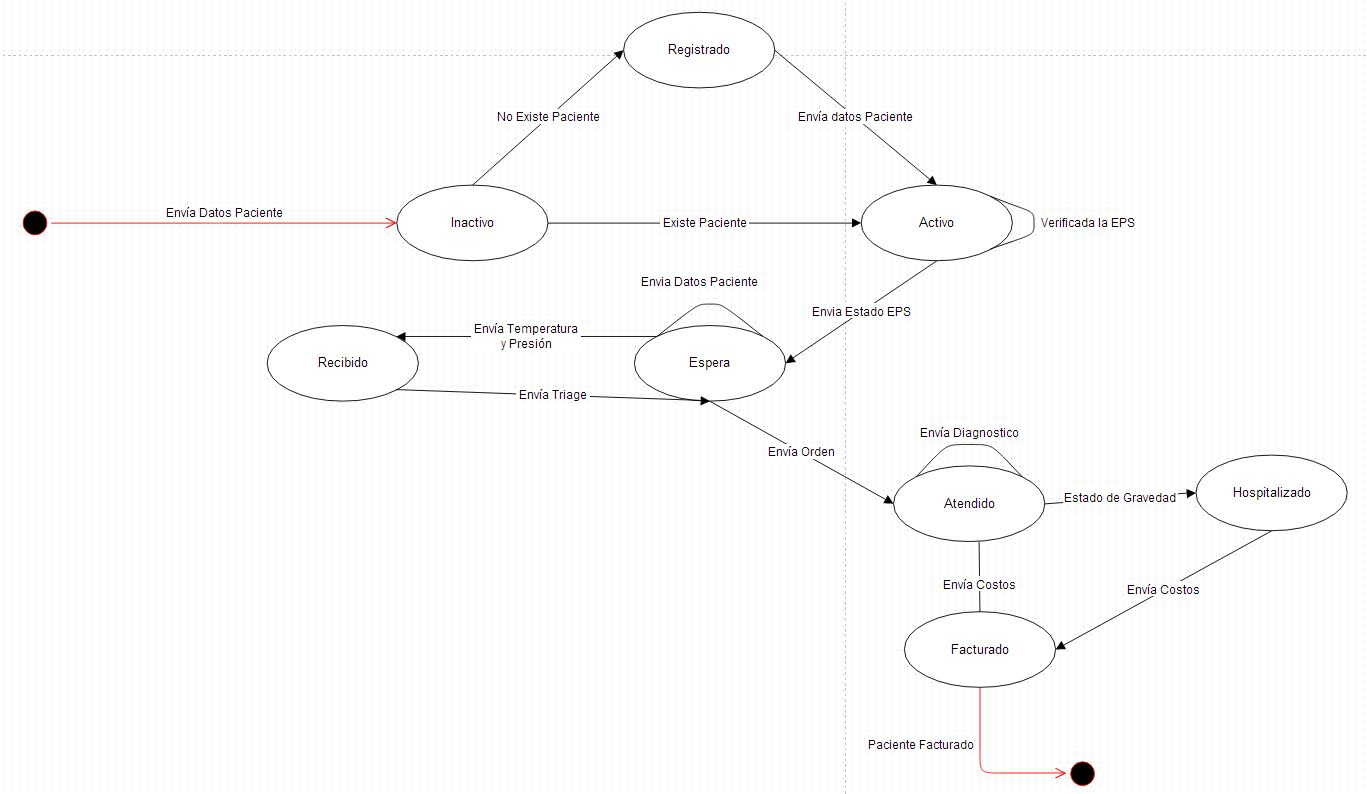 Registrado
No Existe Paciente
Envía datos Paciente
Envía Datos Paciente
Inactivo
Existe Paciente
Activo
Verificada la EPS
Envia Datos Paciente
Envia Estado EPS
Envía Temperatura
y Presión
Recibido
Espera
Envía Triage
Envía Orden
Envía Diagnostico
Atendido
Estado de Gravedad
Hospitalizado
Envía Costos
Envía Costos
Facturado
Paciente Facturado